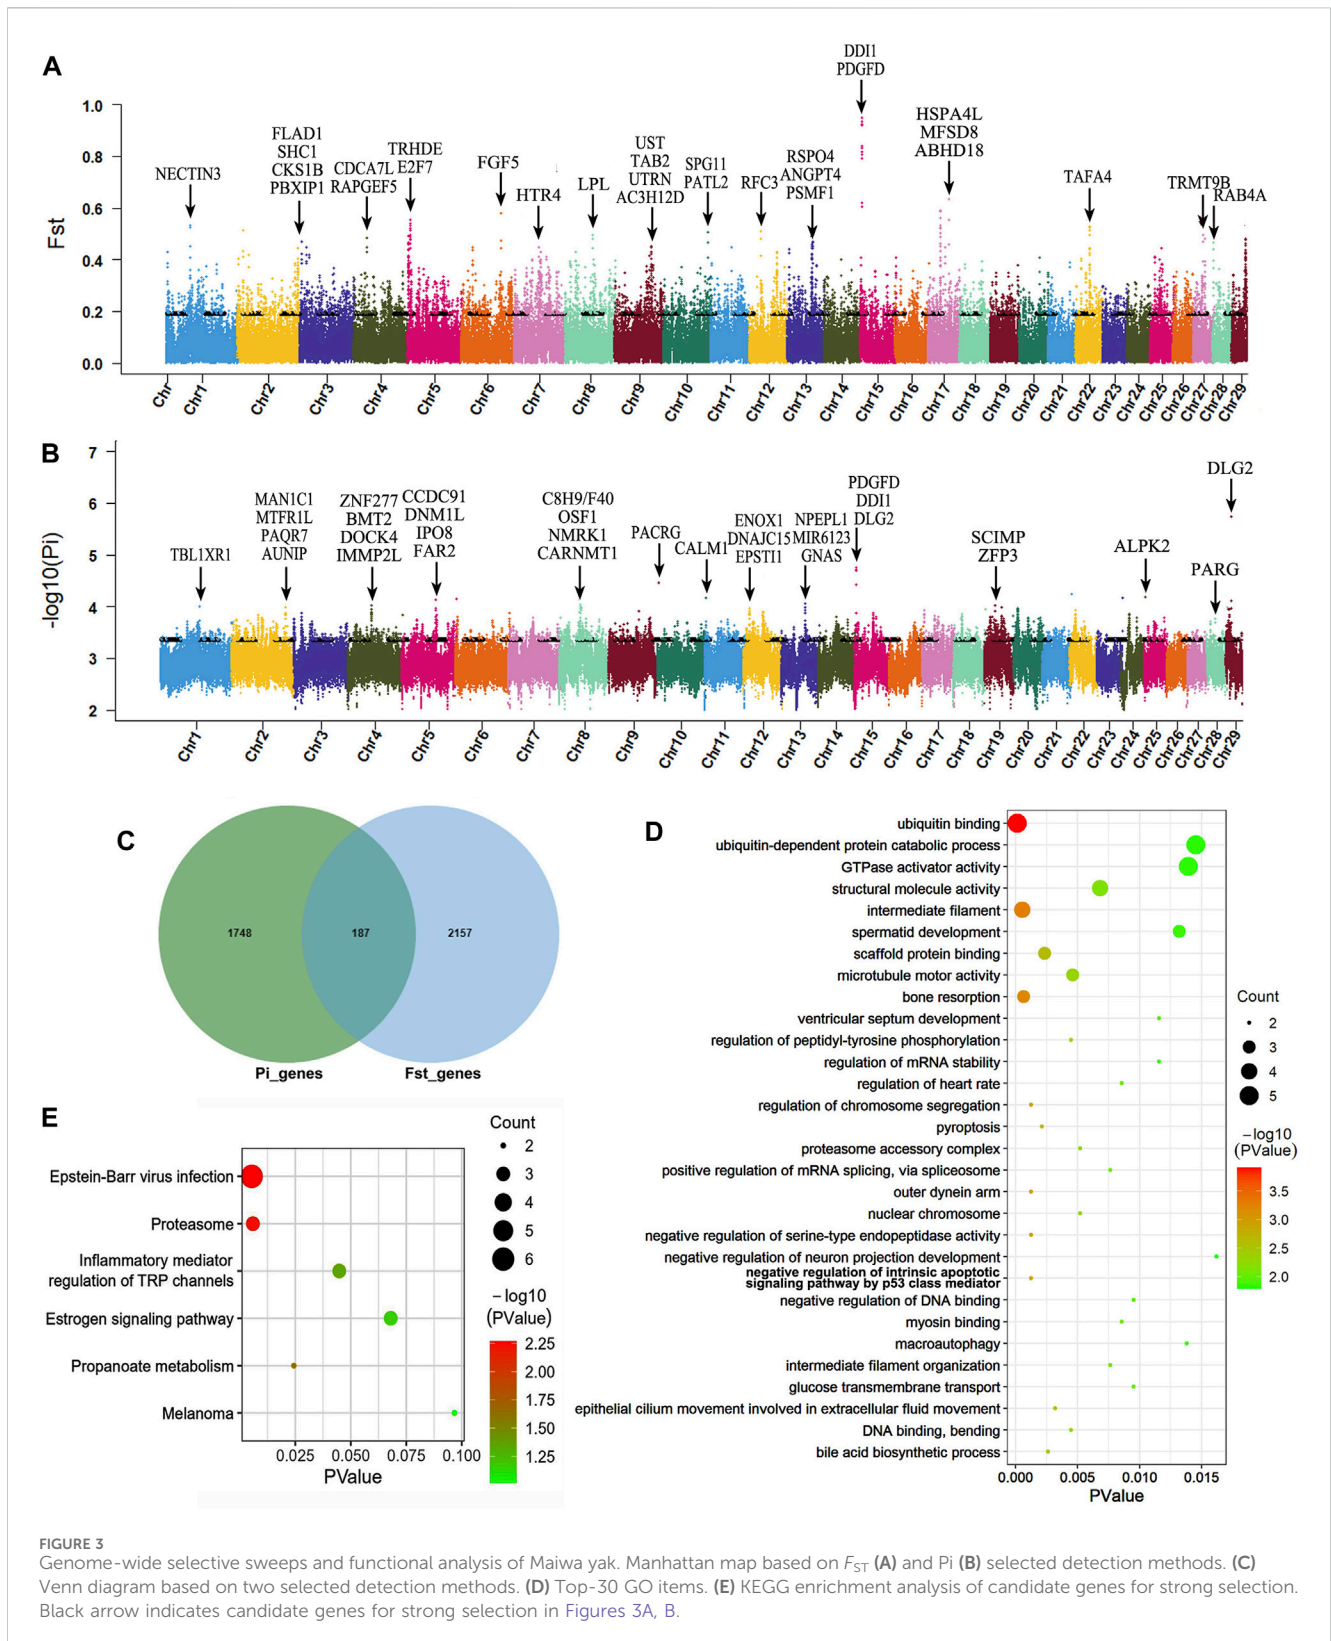 A
Fst
1.0
0.8
0.6
0.4
0.2
0.0
NECTIN3
FLAD1
SHC1
CKS1B
PBXIP1
CDCA7L
RAPGEF5
TRHDE
E2F7
FGF5
HTR4
LPL
UST
TAB2
UTRN
AC3H12D
SPG11
PATL2
RFC3
RSPO4
ANGPT4
PSMF1
DDI1
PDGFD
HSPA4L
MFSD8
ABHD18
TAFA4
TRMT9B
RAB4A
Chr
Chr1
Chr2
Chr3
Chr4
Chr5
Chr6
Chr7
Chr8
Chr9
Chr10
Chr11
Chr12
Chr13
Chr14
Chr15
Chr16
Chr17
Chr18
Chr19
Chr20
Chr21
Chr22
Chr23
Chr24
Chr25
Chr26
Chr27
Chr28
Chr29
B
-log10(Pi)
7
6
5
4
3
2
TBL1XR1
MAN1C1
MTFR1L
PAQR7
AUNIP
ZNF277
BMT2
DOCK4
IMMP2L
CCDC91
DNM1L
IPO8
FAR2
C8H9/F40
OSF1
NMRK1
CARNMT1
PACRG
CALM1
ENOX1
DNAJC15
EPSTI1
NPEPL1
MIR6123
GNAS
PDGFD
DDI1
DLG2
SCIMP
ZFP3
ALPK2
PARG
DLG2
Chr1
Chr2
Chr3
Chr4
Chr5
Chr6
Chr7
Chr8
Chr9
Chr10
Chr11
Chr12
Chr13
Chr14
Chr15
Chr16
Chr17
Chr18
Chr19
Chr20
Chr21
Chr22
Chr23
Chr24
Chr25
Chr26
Chr27
Chr28
Chr29
C
1748
187
2157
Pi_genes
Fst_genes
D
ubiquitin binding
ubiquitin-dependent protein catabolic process
GTPase activator activity
structural molecule activity
intermediate filament
spermatid development
scaffold protein binding
microtubule motor activity
bone resorption
ventricular septum development
regulation of peptidyl-tyrosine phosphorylation
regulation of mRNA stability
regulation of heart rate
regulation of chromosome segregation
pyroptosis
proteasome accessory complex
positive regulation of mRNA splicing, via spliceosome
outer dynein arm
nuclear chromosome
negative regulation of serine-type endopeptidase activity
negative regulation of neuron projection development
negative regulation of intrinsic apoptotic
signaling pathway by p53 class mediator
negative regulation of DNA binding
myosin binding
macroautophagy
intermediate filament organization
glucose transmembrane transport
epithelial cilium movement involved in extracellular fluid movement
DNA binding, bending
bile acid biosynthetic process
0.000
0.005
0.010
0.015
PValue
Count
2
3
4
5
−log10
(PValue)
3.5
3.0
2.5
2.0
E
Epstein-Barr virus infection
Proteasome
Inflammatory mediator
regulation of TRP channels
Estrogen signaling pathway
Propanoate metabolism
Melanoma
0.025
0.050
0.075
0.100
PValue
Count
2
3
4
5
6
−log10
(PValue)
2.25
2.00
1.75
1.50
1.25
FIGURE 3
Genome-wide selective sweeps and functional analysis of Maiwa yak. Manhattan map based on FST (A) and Pi (B) selected detection methods. (C)
Venn diagram based on two selected detection methods. (D) Top-30 GO items. (E) KEGG enrichment analysis of candidate genes for strong selection.
Black arrow indicates candidate genes for strong selection in Figures 3A, B.